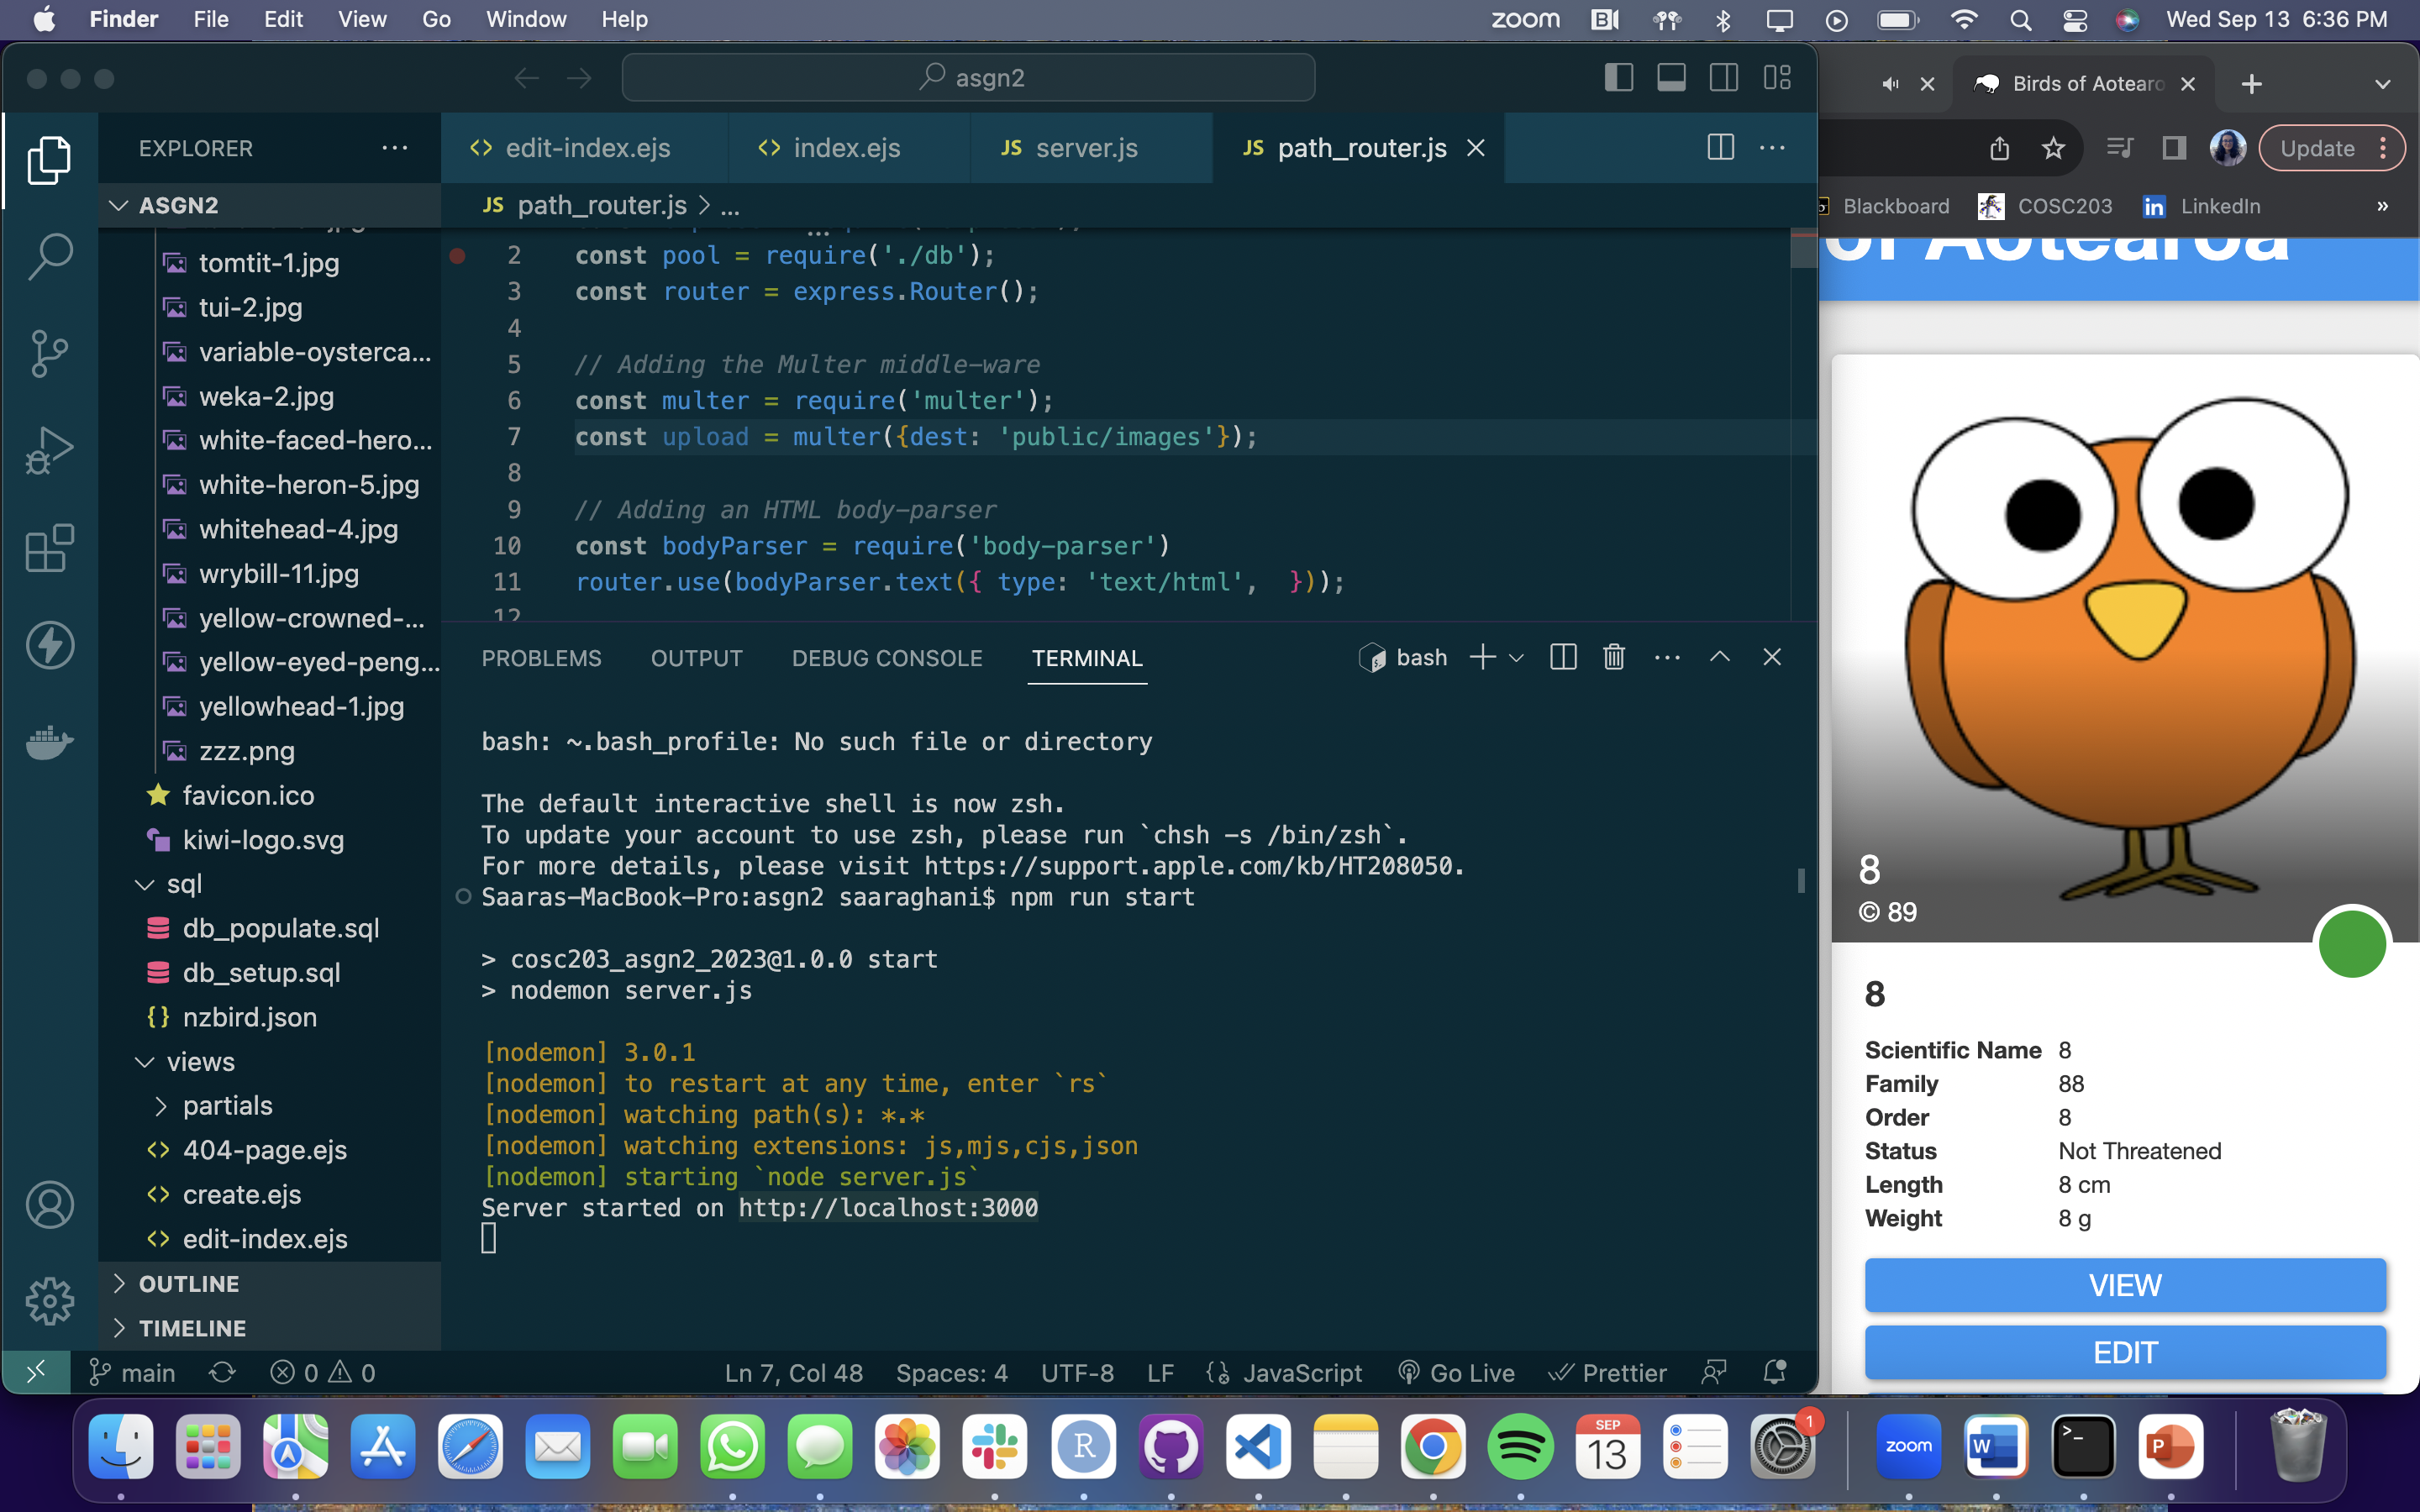 Finder File Edit View Go Window Help
zoom Wed Sep 13 6:36 PM
asgn2
EXPLORER
ASGN2
tomtit-1.jpg
tui-2.jpg
variable-oysterca...
weka-2.jpg
white-faced-hero...
white-heron-5.jpg
whitehead-4.jpg
wrybill-11.jpg
yellow-crowned-...
yellow-eyed-peng...
yellowhead-1.jpg
zzz.png
favicon.ico
kiwi-logo.svg
sql
db_populate.sql
db_setup.sql
nzbird.json
views
partials
404-page.ejs
create.ejs
edit-index.ejs
OUTLINE
TIMELINE
edit-index.ejs index.ejs JS server.js JS path_router.js
JS path_router.js > ...
2 const pool = require('./db');
3 const router = express.Router();
4
5 // Adding the Multer middle-ware
6 const multer = require('multer');
7 const upload = multer({dest: 'public/images'});
8
9 // Adding an HTML body-parser
10 const bodyParser = require('body-parser')
11 router.use(bodyParser.text({ type: 'text/html',  }));
12
PROBLEMS OUTPUT DEBUG CONSOLE TERMINAL bash
bash: ~.bash_profile: No such file or directory
The default interactive shell is now zsh.
To update your account to use zsh, please run `chsh -s /bin/zsh`.
For more details, please visit https://support.apple.com/kb/HT208050.
Saaras-MacBook-Pro:asgn2 saaraghani$ npm run start
> cosc203_asgn2_2023@1.0.0 start
> nodemon server.js
[nodemon] 3.0.1
[nodemon] to restart at any time, enter `rs`
[nodemon] watching path(s): *.*
[nodemon] watching extensions: js,mjs,cjs,json
[nodemon] starting `node server.js`
Server started on http://localhost:3000
main 0 0 Ln 7, Col 48 Spaces: 4 UTF-8 LF JavaScript Go Live Prettier
Birds of Aotearo
Update
Blackboard COSC203 LinkedIn »
of Aotearoa
8
© 89
8
Scientific Name 8
Family 88
Order 8
Status Not Threatened
Length 8 cm
Weight 8 g
VIEW
EDIT
SEP
13
1
zoom